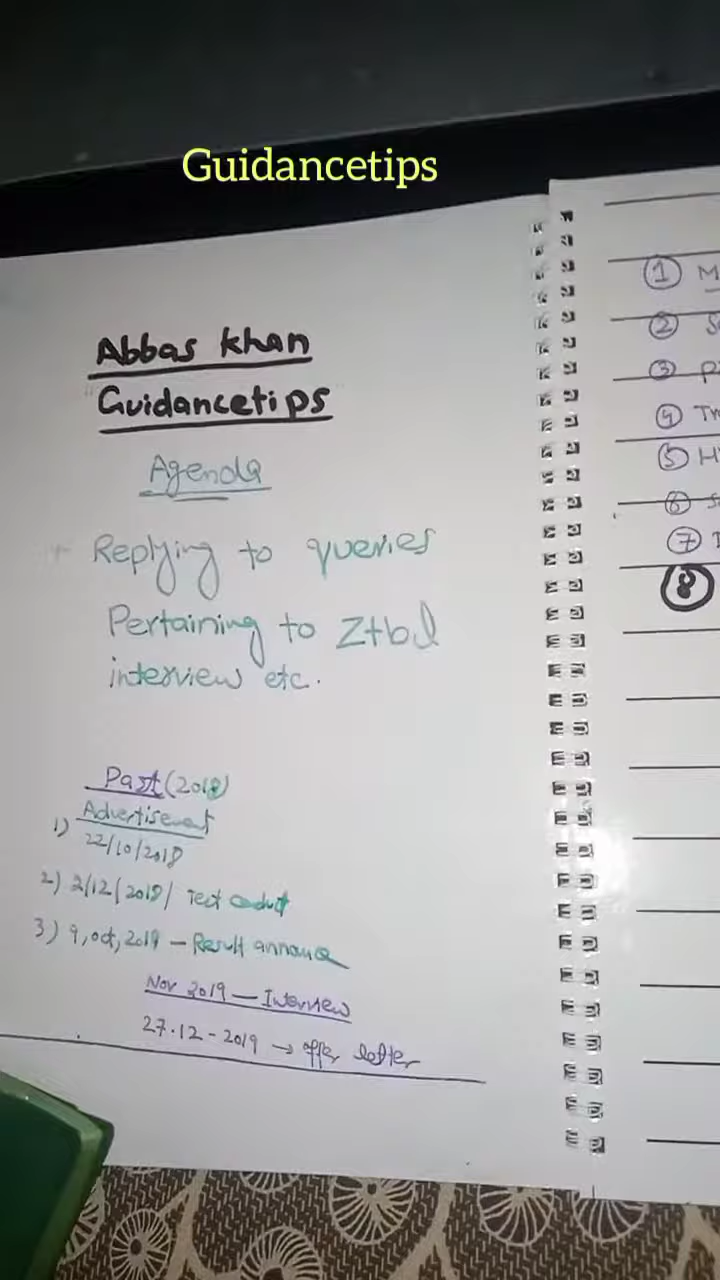 Guidancetips
Abbas Khan
Guidancetips
Agenda
Replying to queries
Pertaining to Ztbl
interview etc.
Past (2018)
1) Advertisement
22/10/2018
2) 2/12/2018/ Test conduct
3) 9, oct, 2019 — Result announce
Nov 2019 — Interview
27.12-2019 → offer letter
① M
②
③
④ Tr
⑤ H
⑥
⑦
⑧